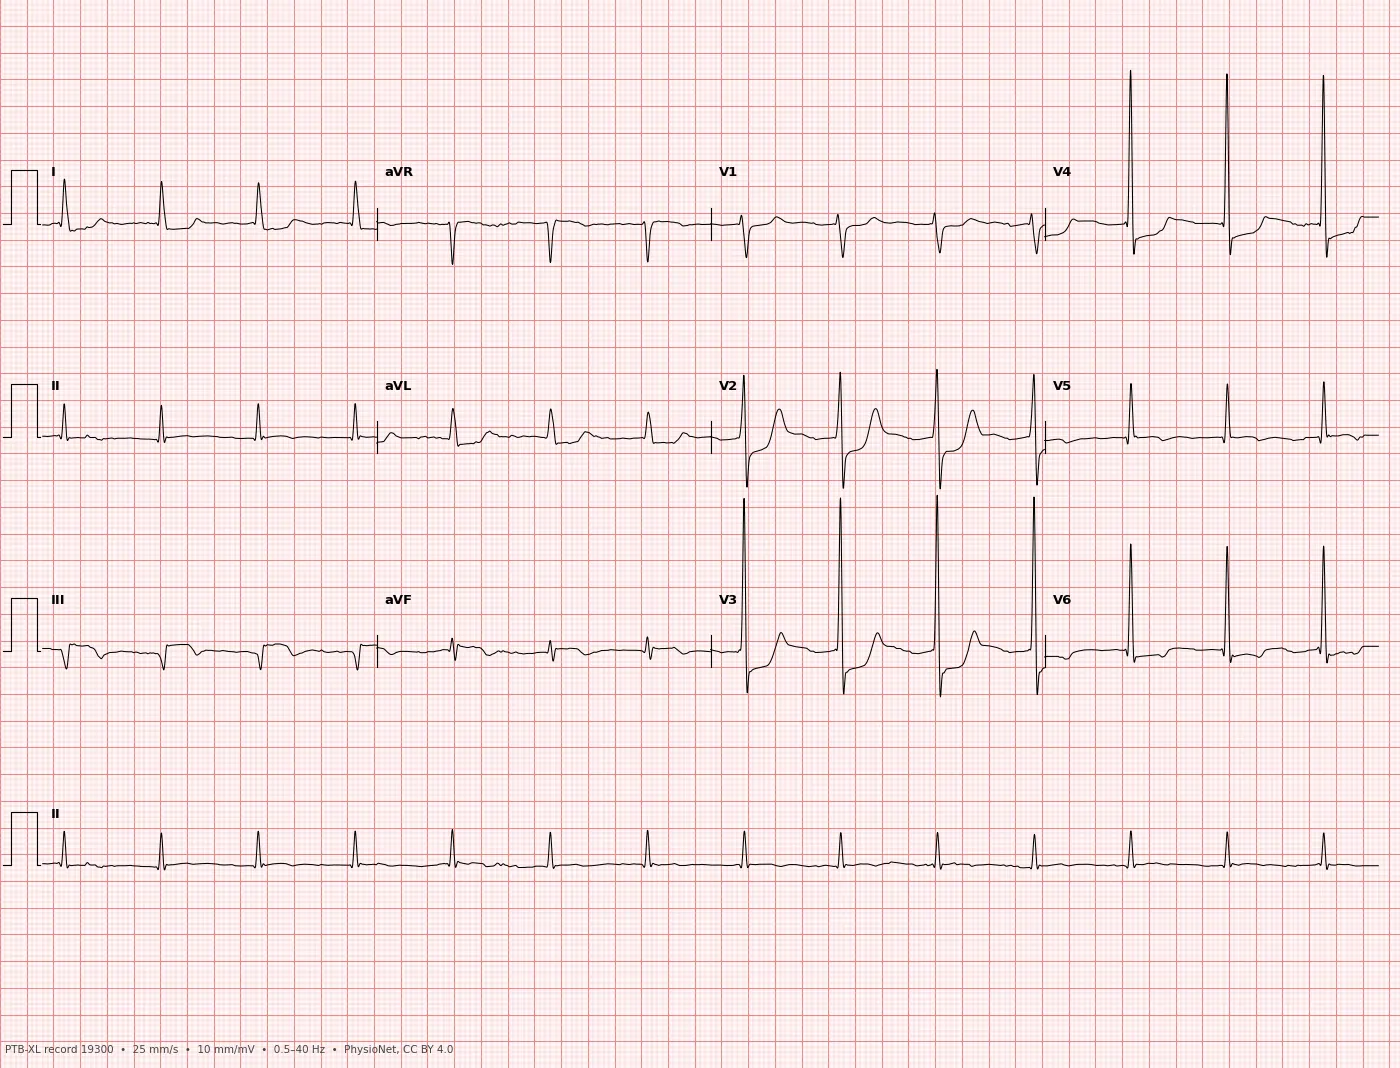 I aVR V1 V4
II aVL V2 V5
III aVF V3 V6
II
PTB-XL record 19300 • 25 mm/s • 10 mm/mV • 0.5–40 Hz • PhysioNet, CC BY 4.0